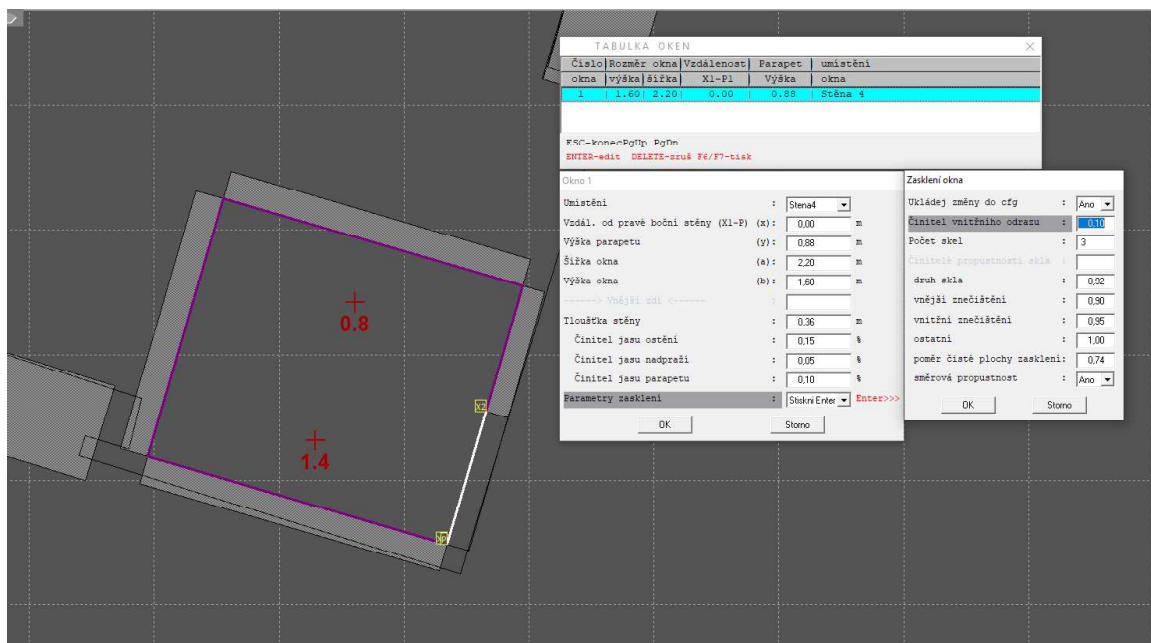 TABULKA OKEN
Číslo|Rozměr okna|Vzdálenost| Parapet | umístění
okna |výška|šířka| X1-P1 | Výška | okna
1 | 1.60| 2.20| 0.00 | 0.88 | Stěna 4
ESC-konecPgUp PgDn
ENTER-edit DELETE-zruš F6/F7-tisk
Okno 1
Umístění : Stena4
Vzdál. od pravé boční stěny (X1-P) (x): 0,00 m
Výška parapetu (y): 0,88 m
Šířka okna (a): 2,20 m
Výška okna (b): 1,60 m
------> Vnější zdi <------ :
Tloušťka stěny : 0.36 m
Činitel jasu ostění : 0,15 %
Činitel jasu nadpraží : 0,05 %
Činitel jasu parapetu : 0,10 %
Parametry zasklení : Stiskni Enter Enter>>>
OK Storno
Zasklení okna
Ukládej změny do cfg : Ano
Činitel vnitřního odrazu : 0,10
Počet skel : 3
Činitelé propustnosti skla :
druh skla : 0,92
vnější znečištění : 0,90
vnitřní znečištění : 0,95
ostatní : 1,00
poměr čisté plochy zasklení: 0,74
směrová propustnost : Ano
OK Storno
0.8
X2
1.4